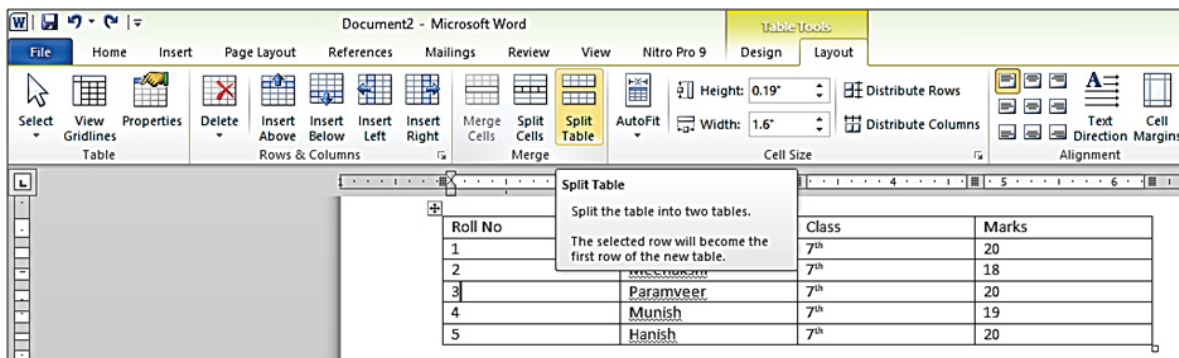 W Document2 - Microsoft Word Table Tools
File Home Insert Page Layout References Mailings Review View Nitro Pro 9 Design Layout
Select View Gridlines Properties Delete Insert Above Insert Below Insert Left Insert Right Merge Cells Split Cells Split Table AutoFit Height: 0.19" Width: 1.6" Distribute Rows Distribute Columns Text Direction Cell Margins
Table Rows & Columns Merge Cell Size Alignment
L 4 5 6
Split Table
Split the table into two tables.
The selected row will become the
first row of the new table.
Roll No Class Marks
1 7th 20
2 Meenakshi 7th 18
3 Paramveer 7th 20
4 Munish 7th 19
5 Hanish 7th 20